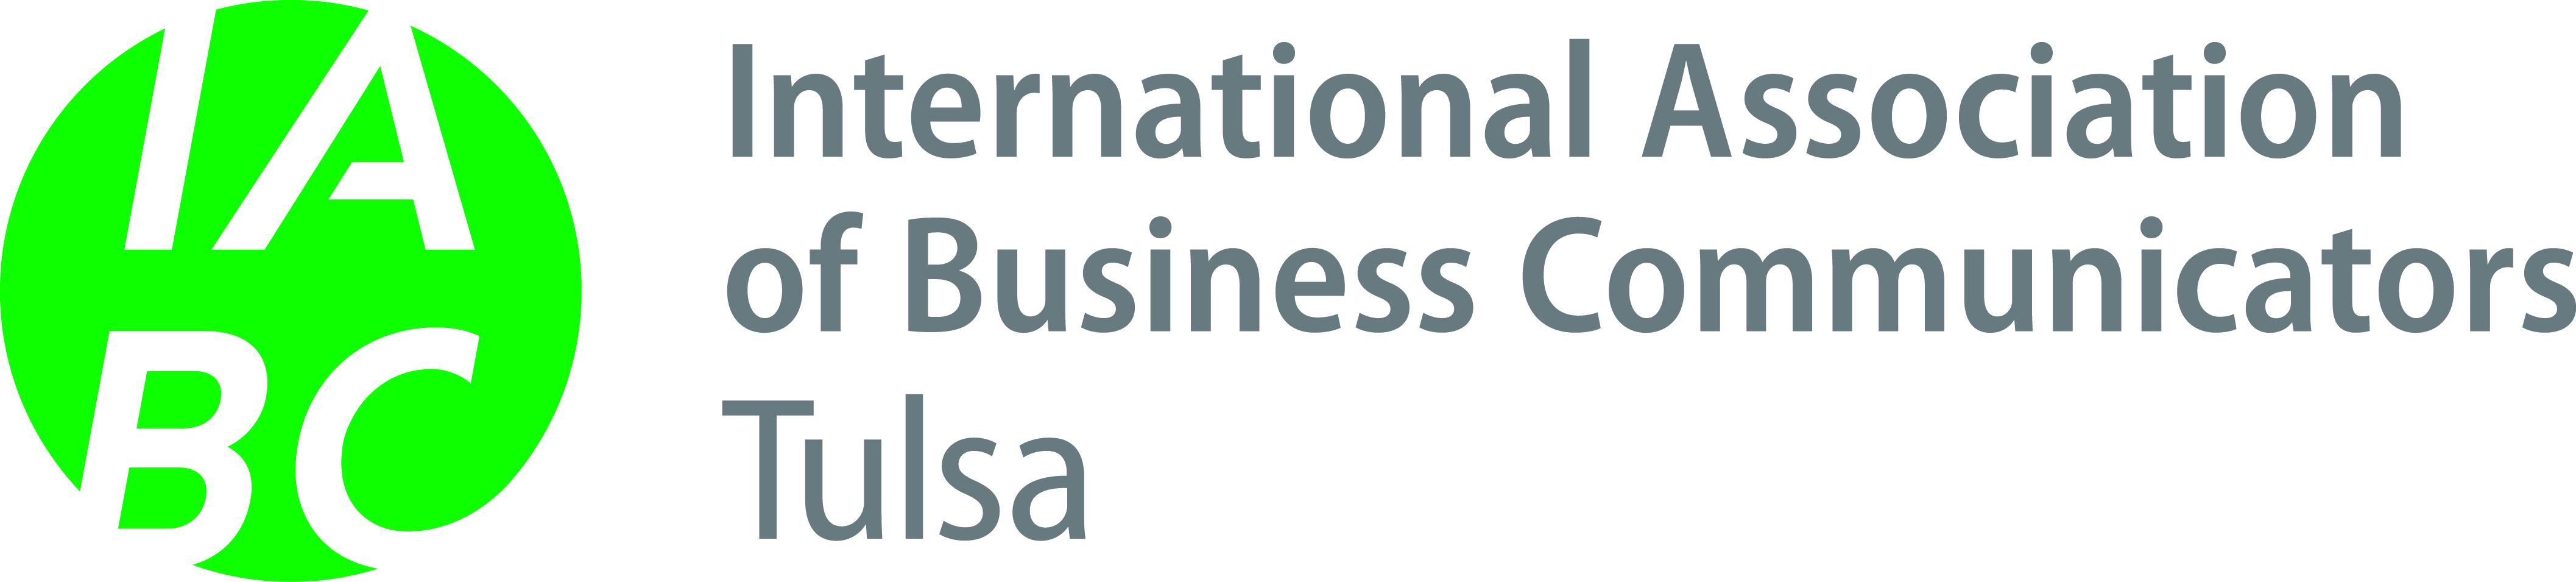 IA
BC
International Association
of Business Communicators
Tulsa